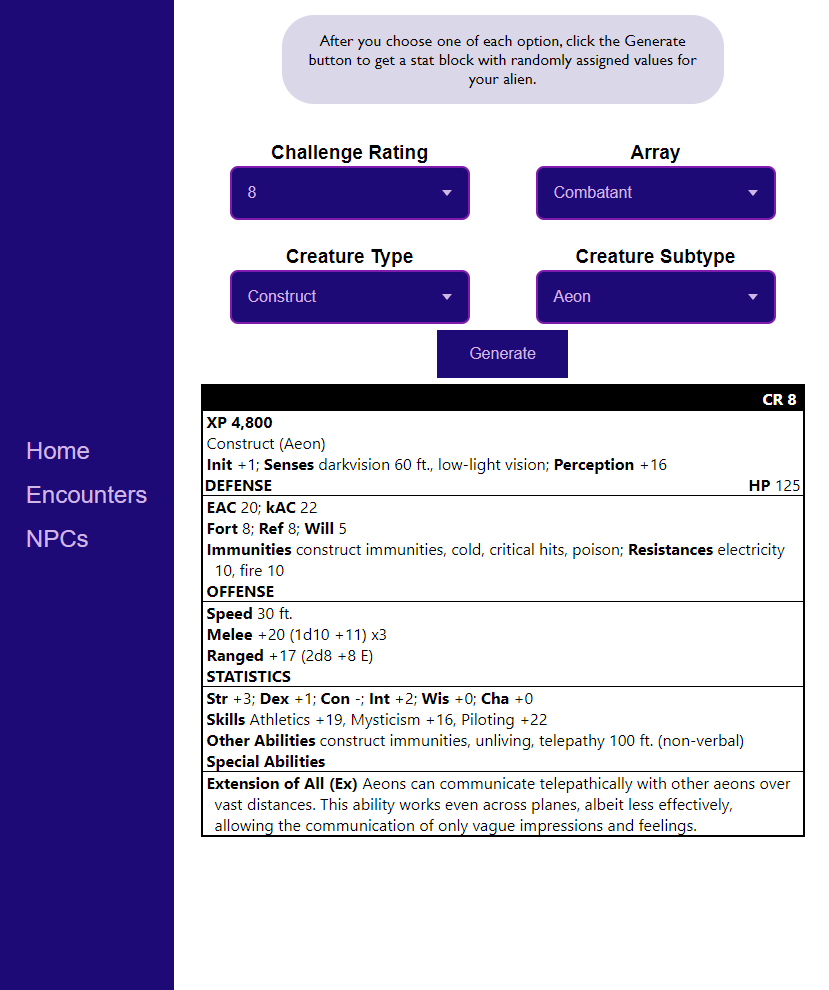 After you choose one of each option, click the Generate
button to get a stat block with randomly assigned values for
your alien.
Challenge Rating
Array
8
Combatant
Creature Type
Creature Subtype
Construct
Aeon
Generate
Home
Encounters
NPCs
CR 8
XP 4,800
Construct (Aeon)
Init +1; Senses darkvision 60 ft., low-light vision; Perception +16
DEFENSE HP 125
EAC 20; kAC 22
Fort 8; Ref 8; Will 5
Immunities construct immunities, cold, critical hits, poison; Resistances electricity
10, fire 10
OFFENSE
Speed 30 ft.
Melee +20 (1d10 +11) x3
Ranged +17 (2d8 +8 E)
STATISTICS
Str +3; Dex +1; Con -; Int +2; Wis +0; Cha +0
Skills Athletics +19, Mysticism +16, Piloting +22
Other Abilities construct immunities, unliving, telepathy 100 ft. (non-verbal)
Special Abilities
Extension of All (Ex) Aeons can communicate telepathically with other aeons over
vast distances. This ability works even across planes, albeit less effectively,
allowing the communication of only vague impressions and feelings.